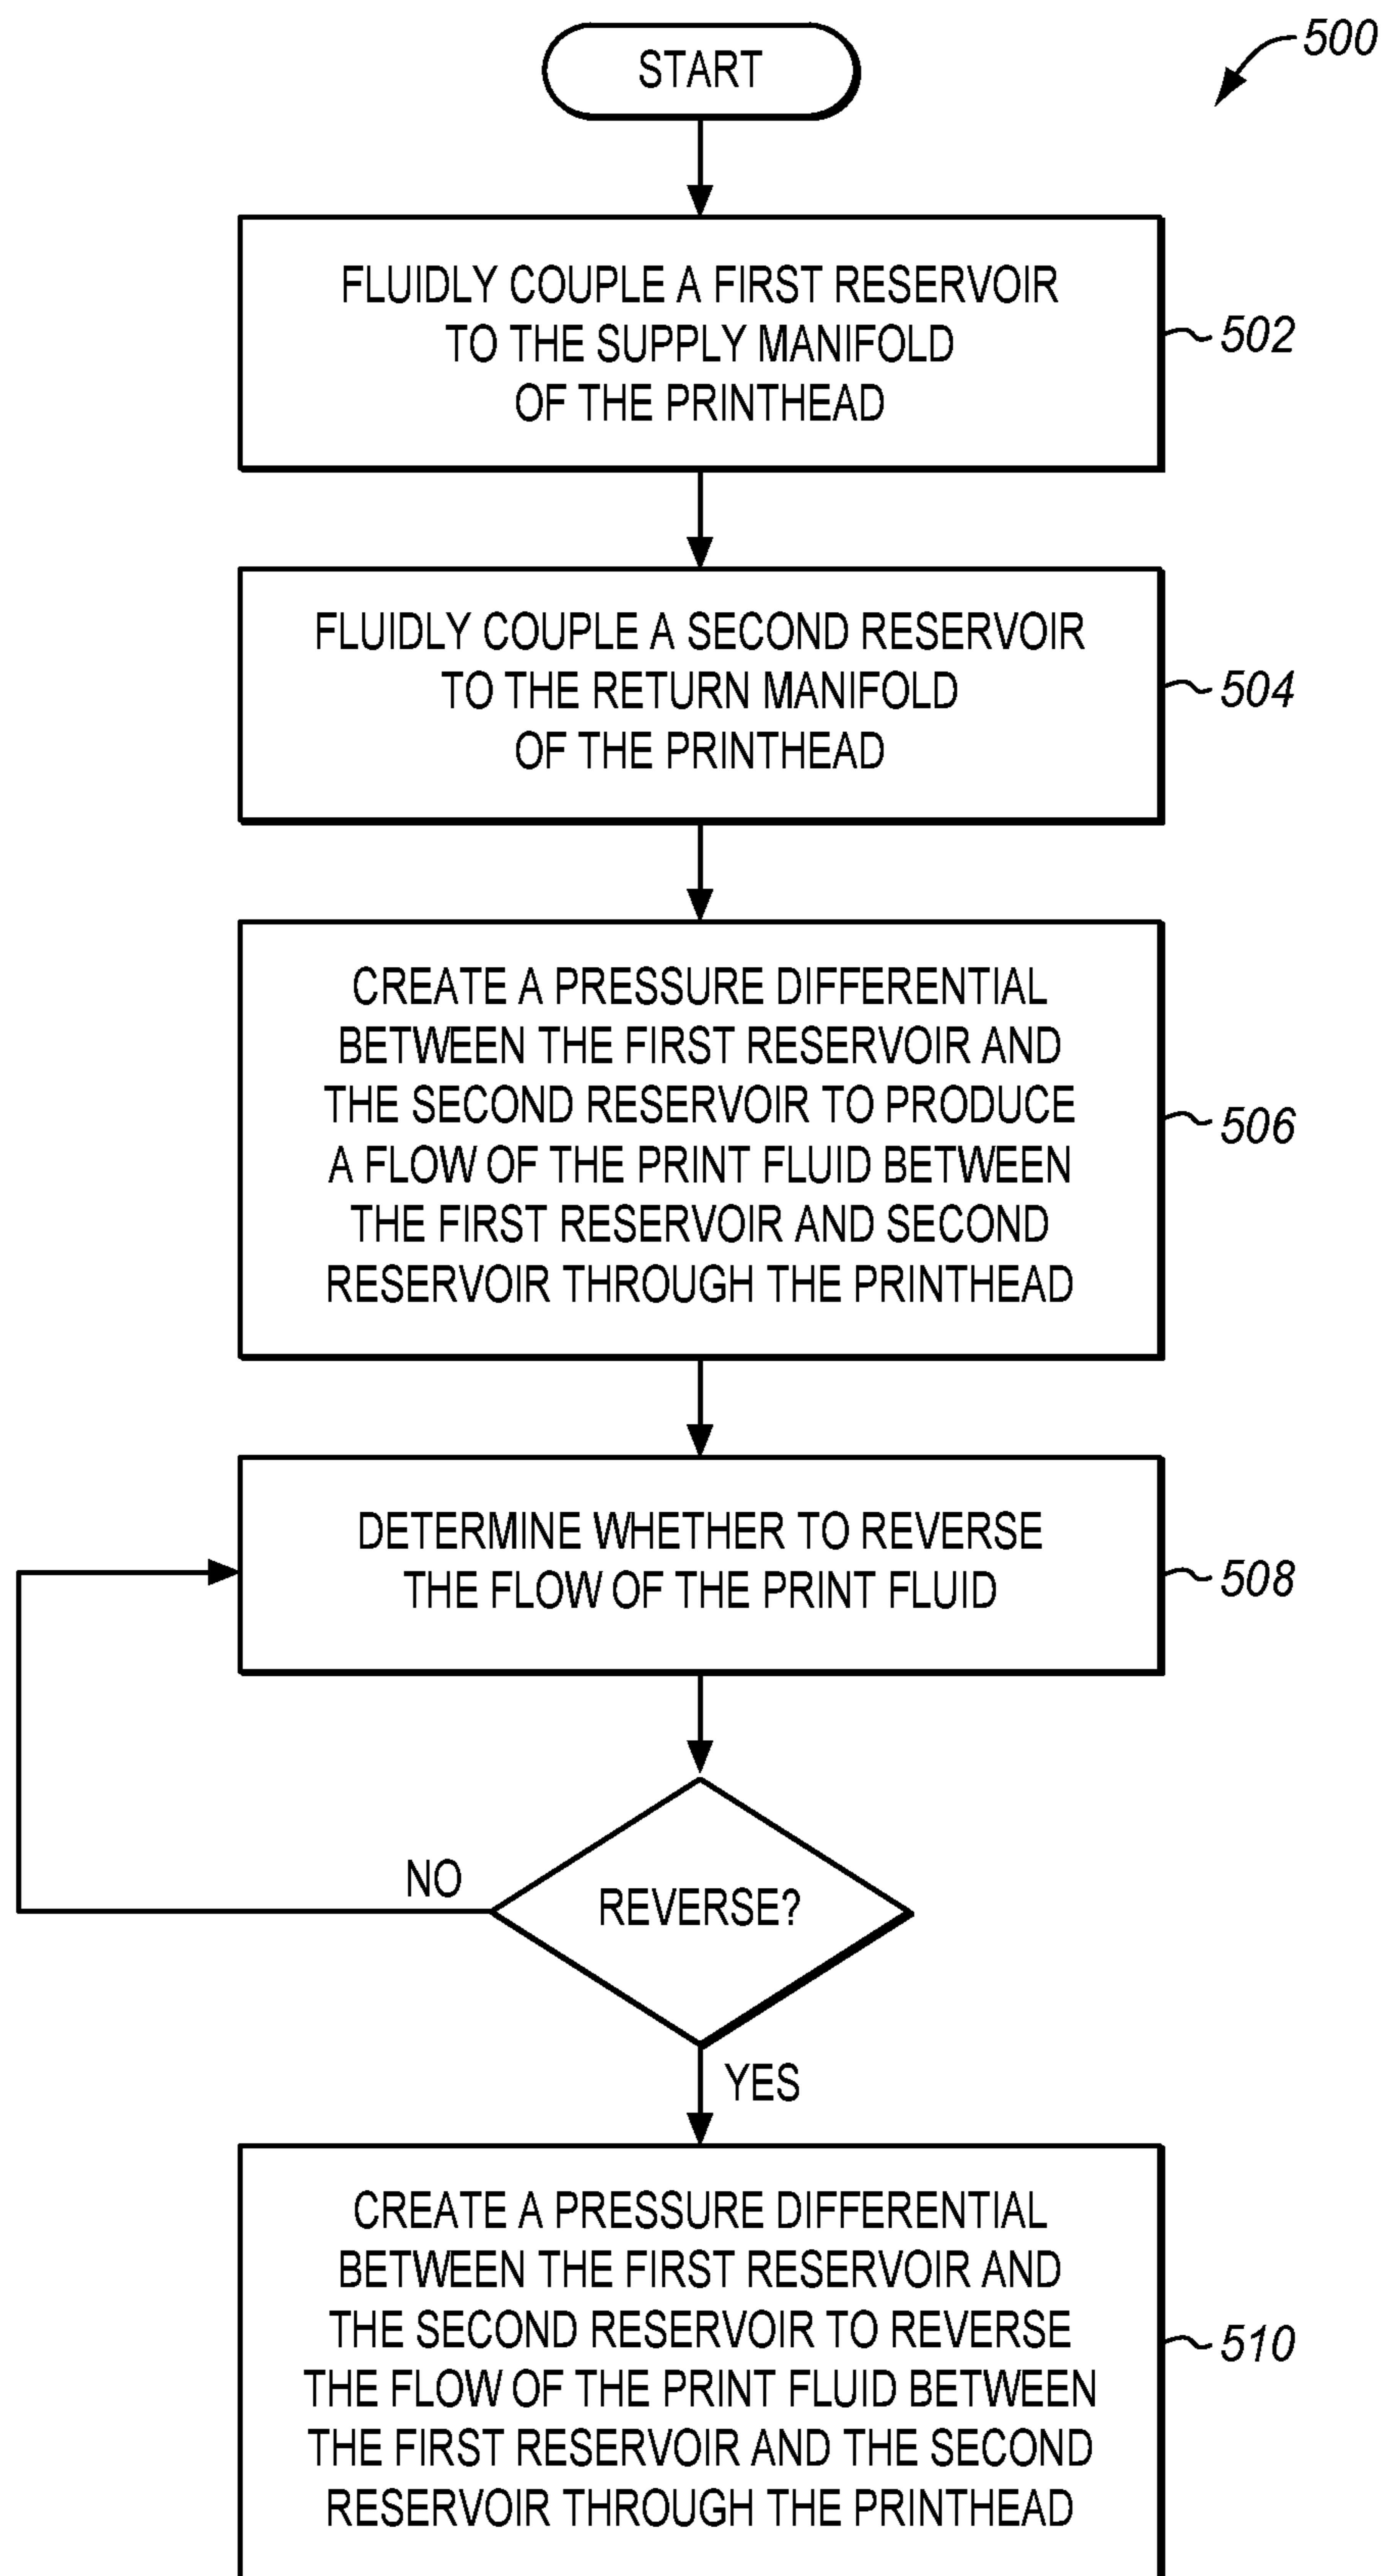 START
500
FLUIDLY COUPLE A FIRST RESERVOIR
TO THE SUPPLY MANIFOLD
OF THE PRINTHEAD
502
FLUIDLY COUPLE A SECOND RESERVOIR
TO THE RETURN MANIFOLD
OF THE PRINTHEAD
504
CREATE A PRESSURE DIFFERENTIAL
BETWEEN THE FIRST RESERVOIR AND
THE SECOND RESERVOIR TO PRODUCE
A FLOW OF THE PRINT FLUID BETWEEN
THE FIRST RESERVOIR AND SECOND
RESERVOIR THROUGH THE PRINTHEAD
506
DETERMINE WHETHER TO REVERSE
THE FLOW OF THE PRINT FLUID
508
NO
REVERSE?
YES
CREATE A PRESSURE DIFFERENTIAL
BETWEEN THE FIRST RESERVOIR AND
THE SECOND RESERVOIR TO REVERSE
THE FLOW OF THE PRINT FLUID BETWEEN
THE FIRST RESERVOIR AND THE SECOND
RESERVOIR THROUGH THE PRINTHEAD
510